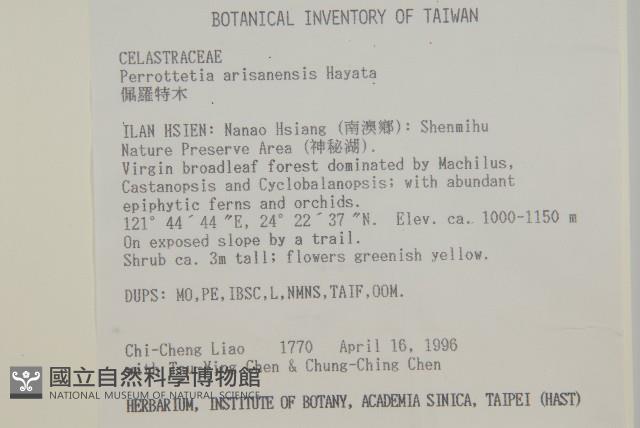 BOTANICAL INVENTORY OF TAIWAN
CELASTRACEAE
Perrottetia arisanensis Hayata
佩羅特木
ILAN HSIEN: Nanao Hsiang (南澳鄉): Shenmihu
Nature Preserve Area (神秘湖).
Virgin broadleaf forest dominated by Machilus,
Castanopsis and Cyclobalanopsis; with abundant
epiphytic ferns and orchids.
121° 44´44 ″E, 24° 22´37 ″N. Elev. ca. 1000-1150 m
On exposed slope by a trail.
Shrub ca. 3m tall; flowers greenish yellow.
DUPS: MO,PE,IBSC,L,NMNS,TAIF,OOM.
Chi-Cheng Liao 1770 April 16, 1996
with Chen & Chung-Ching Chen
國立自然科學博物館
NATIONAL MUSEUM OF NATURAL SCIENCE
HERBARIUM, INSTITUTE OF BOTANY, ACADEMIA SINICA, TAIPEI (HAST)